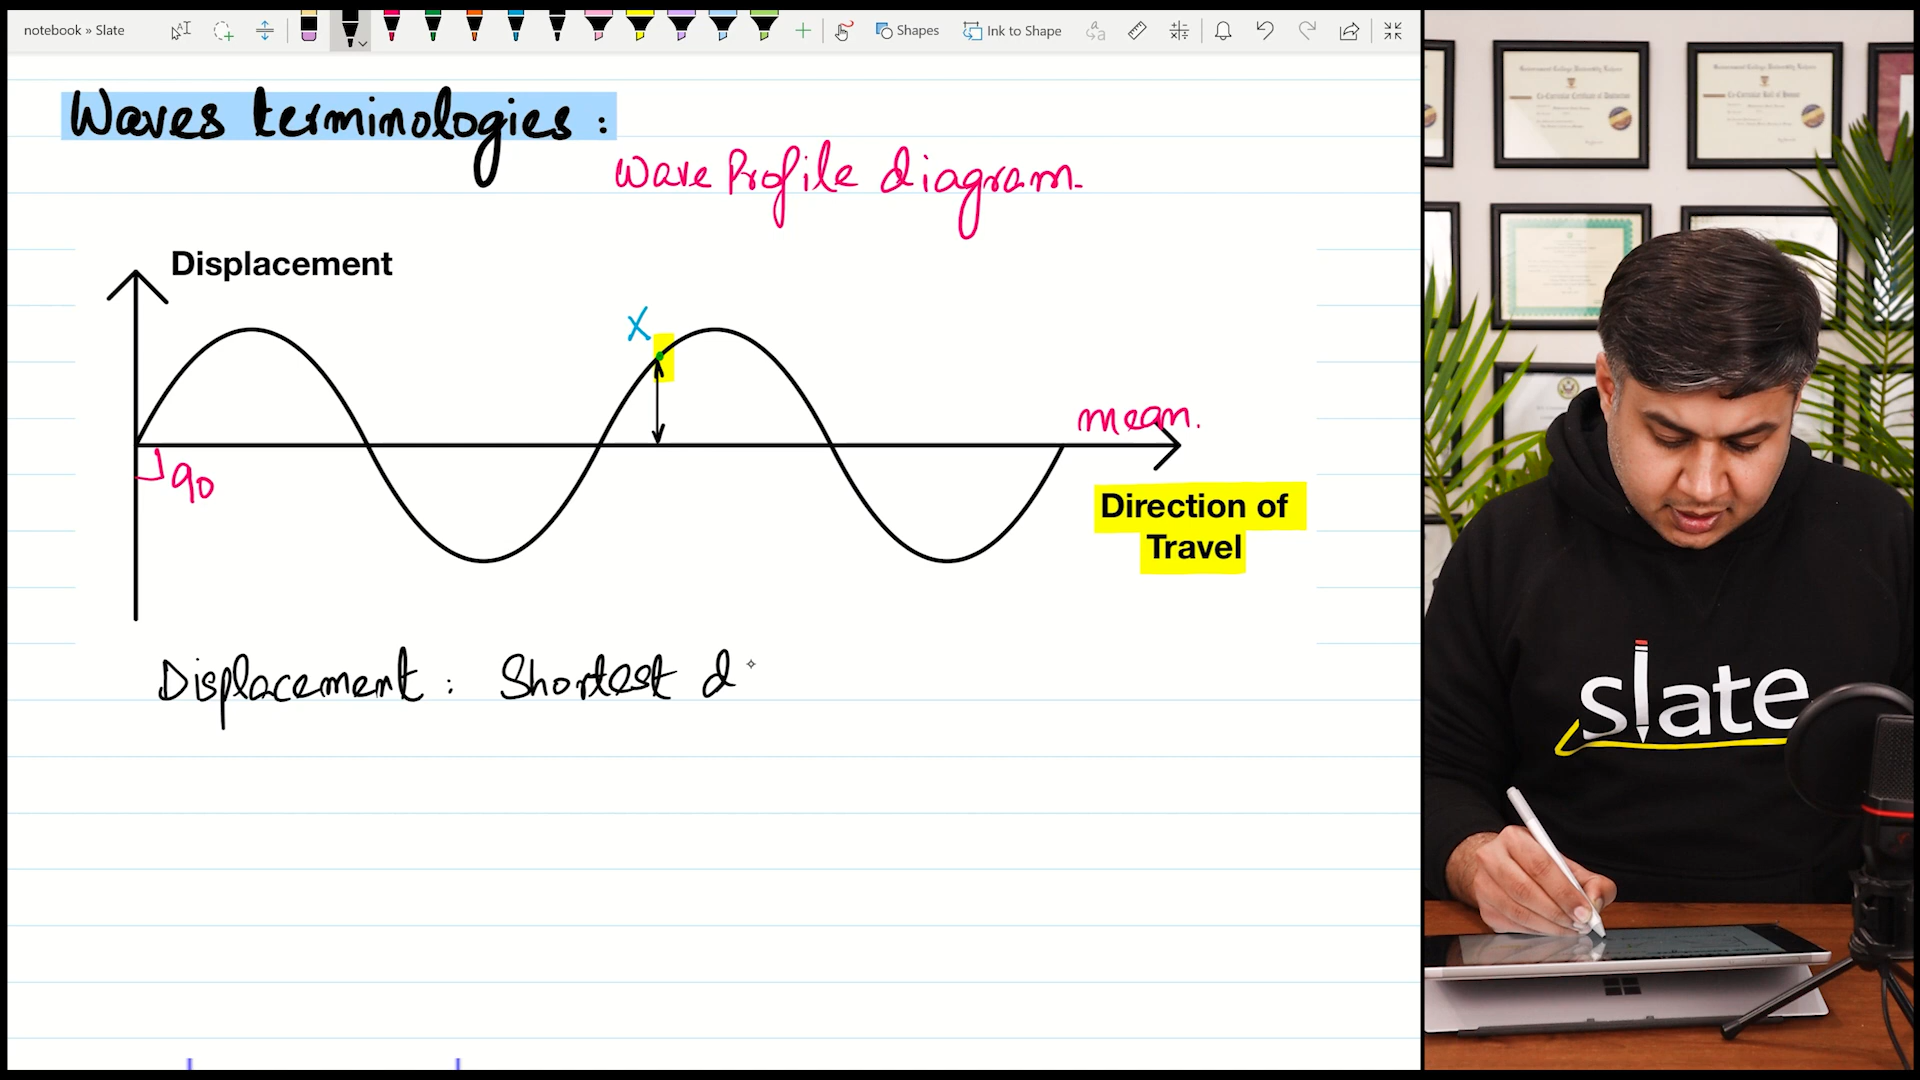 notebook » Slate
Shapes
Ink to Shape
Waves terminologies :
Wave Profile diagram.
Displacement
X
mean.
90
Direction of
Travel
Displacement : Shortest d
slate